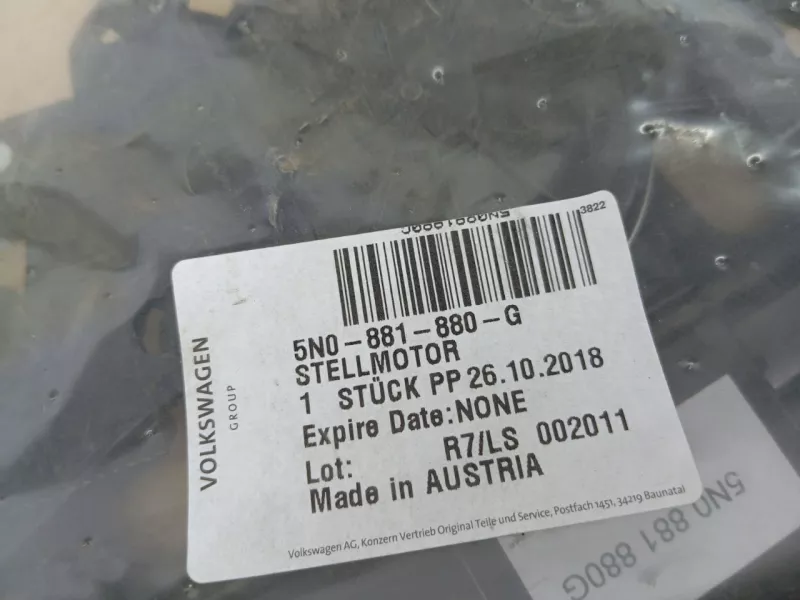 5N0881880G
3822
5N0-881-880-G
STELLMOTOR
1 STÜCK PP 26.10.2018
Expire Date:NONE
Lot: R7/LS 002011
Made in AUSTRIA
VOLKSWAGEN
GROUP
Volkswagen AG, Konzern Vertrieb Original Teile und Service, Postfach 1451, 34219 Baunatal
5N0 881 880G